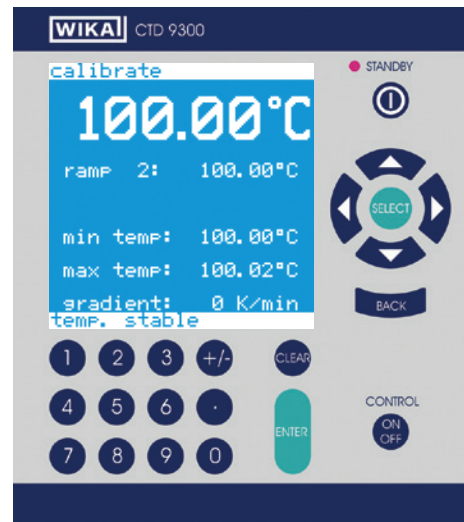 WIKAI CTD 9300
calibrate
STANDBY
100.00°C
ramp 2: 100.00°C
SELECT
min temp: 100.00°C
max temp: 100.02°C
gradient: 0 K/min
temp. stable
BACK
1 2 3 +/- CLEAR
4 5 6 . ENTER
CONTROL
ON
OFF
7 8 9 0